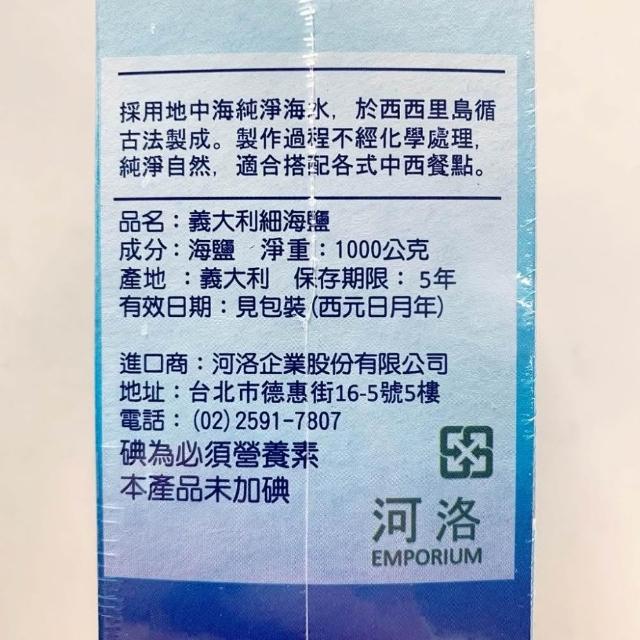 採用地中海純淨海水，於西西里島循
古法製成。製作過程不經化學處理，
純淨自然，適合搭配各式中西餐點。
品名：義大利細海鹽
成分：海鹽　淨重：1000公克
產地 ：義大利　保存期限： 5年
有效日期：見包裝(西元日月年)
進口商：河洛企業股份有限公司
地址：台北市德惠街16-5號5樓
電話：(02)2591-7807
碘為必須營養素
本產品未加碘
河洛
EMPORIUM